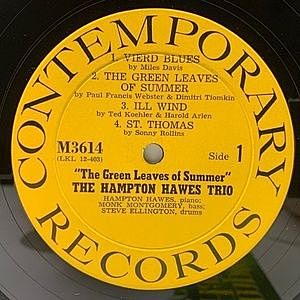 CONTEMPORARY RECORDS
1. VIERD BLUES
by Miles Davis
2. THE GREEN LEAVES
OF SUMMER
by Paul Francis Webster & Dimitri Tiomkin
3. ILL WIND
by Ted Koehler & Harold Arlen
4. ST. THOMAS
by Sonny Rollins
M3614
(LKL 12-403)
Side 1
"The Green Leaves of Summer"
THE HAMPTON HAWES TRIO
HAMPTON HAWES, piano;
MONK MONTGOMERY, bass;
STEVE ELLINGTON, drums